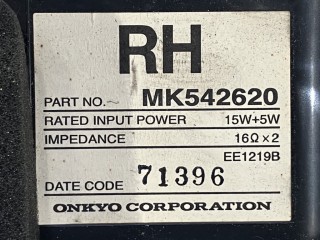 RH
PART NO. MK542620
RATED INPUT POWER 15W+5W
IMPEDANCE 16Ω×2
EE1219B
DATE CODE 71396
ONKYO CORPORATION